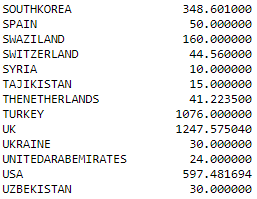 SOUTHKOREA 348.601000
SPAIN 50.000000
SWAZILAND 160.000000
SWITZERLAND 44.560000
SYRIA 10.000000
TAJIKISTAN 15.000000
THENETHERLANDS 41.223500
TURKEY 1076.000000
UK 1247.575040
UKRAINE 30.000000
UNITEDARABEMIRATES 24.000000
USA 597.481694
UZBEKISTAN 30.000000